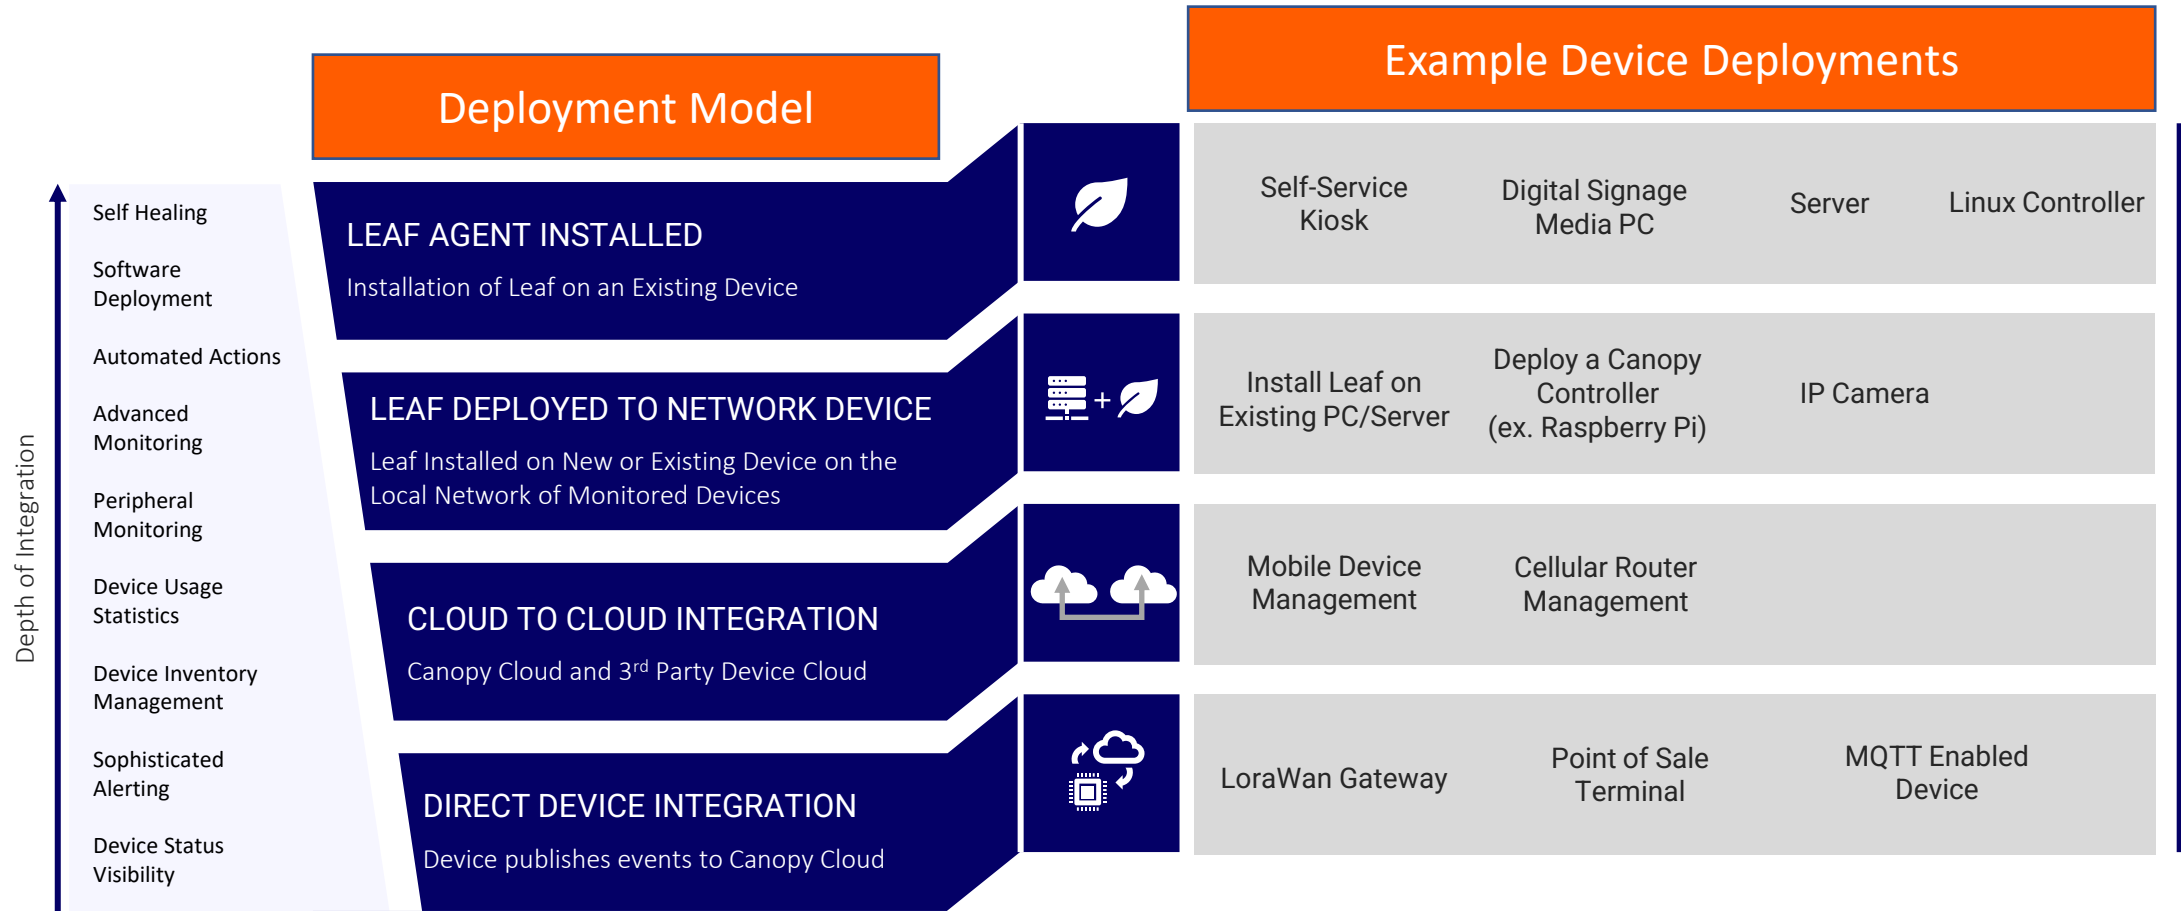 Deployment Model
Example Device Deployments
Depth of Integration
Self Healing
Software
Deployment
Automated Actions
Advanced
Monitoring
Peripheral
Monitoring
Device Usage
Statistics
Device Inventory
Management
Sophisticated
Alerting
Device Status
Visibility
LEAF AGENT INSTALLED
Installation of Leaf on an Existing Device
Self-Service
Kiosk
Digital Signage
Media PC
Server
Linux Controller
LEAF DEPLOYED TO NETWORK DEVICE
Leaf Installed on New or Existing Device on the
Local Network of Monitored Devices
Install Leaf on
Existing PC/Server
Deploy a Canopy
Controller
(ex. Raspberry Pi)
IP Camera
CLOUD TO CLOUD INTEGRATION
Canopy Cloud and 3rd Party Device Cloud
Mobile Device
Management
Cellular Router
Management
DIRECT DEVICE INTEGRATION
Device publishes events to Canopy Cloud
LoraWan Gateway
Point of Sale
Terminal
MQTT Enabled
Device